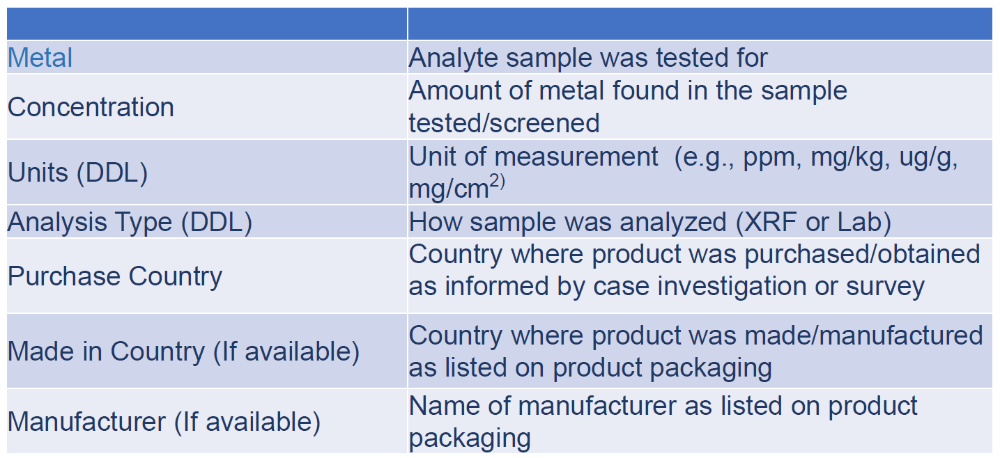 Metal
Analyte sample was tested for
Concentration
Amount of metal found in the sample
tested/screened
Units (DDL)
Unit of measurement  (e.g., ppm, mg/kg, ug/g,
mg/cm²⁾
Analysis Type (DDL)
How sample was analyzed (XRF or Lab)
Purchase Country
Country where product was purchased/obtained
as informed by case investigation or survey
Made in Country (If available)
Country where product was made/manufactured
as listed on product packaging
Manufacturer (If available)
Name of manufacturer as listed on product
packaging